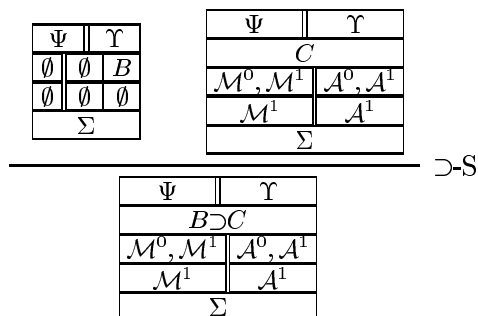 Ψ ϒ
∅ ∅ B
∅ ∅ ∅
Σ
Ψ ϒ
C
ℳ⁰, ℳ¹ 𝒜⁰, 𝒜¹
ℳ¹ 𝒜¹
Σ
⊃-S
Ψ ϒ
B⊃C
ℳ⁰, ℳ¹ 𝒜⁰, 𝒜¹
ℳ¹ 𝒜¹
Σ